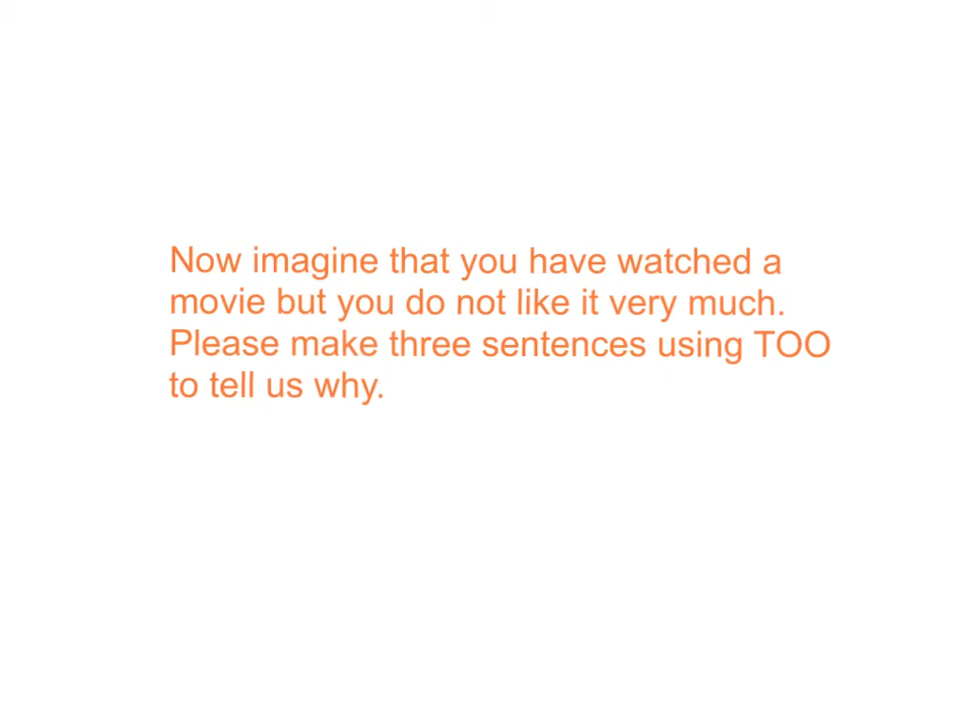 Now imagine that you have watched a
movie but you do not like it very much.
Please make three sentences using TOO
to tell us why.